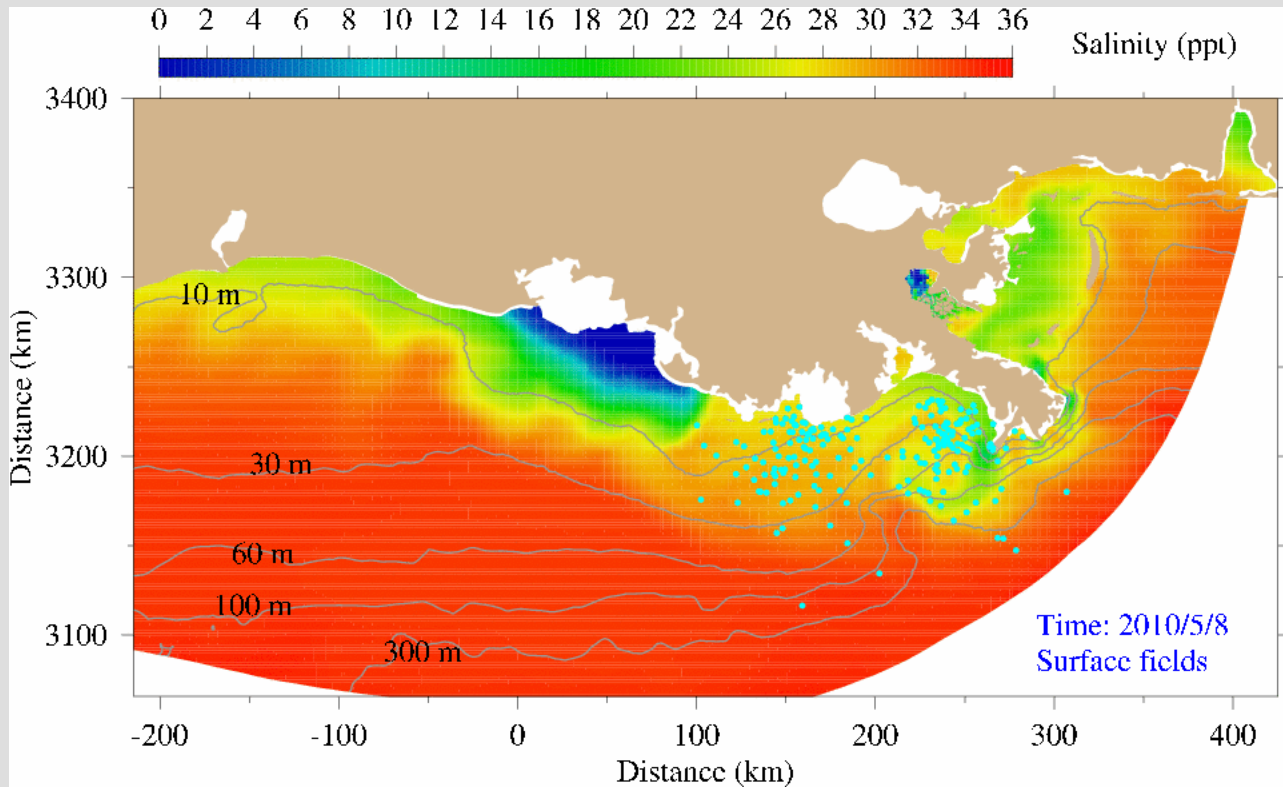 0 2 4 6 8 10 12 14 16 18 20 22 24 26 28 30 32 34 36
Salinity (ppt)
3400
3300
3200
3100
Distance (km)
10 m
30 m
60 m
100 m
300 m
Time: 2010/5/8
Surface fields
-200 -100 0 100 200 300 400
Distance (km)